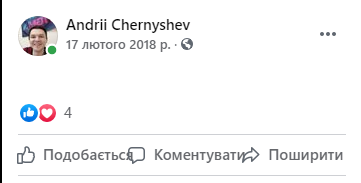 Andrii Chernyshev
17 лютого 2018 р. ·
4
Подобається Коментувати Поширити